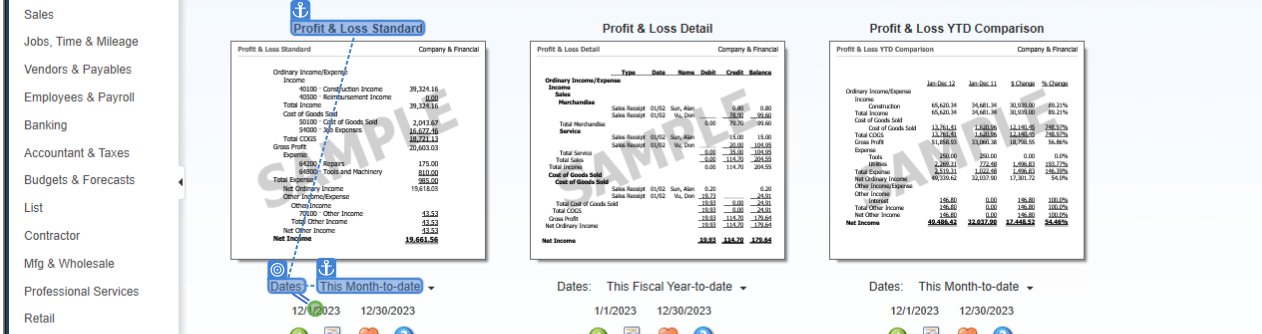 Sales
Jobs, Time & Mileage
Vendors & Payables
Employees & Payroll
Banking
Accountant & Taxes
Budgets & Forecasts
List
Contractor
Mfg & Wholesale
Professional Services
Retail
Profit & Loss Standard
Profit & Loss Standard Company & Financial
Ordinary Income/Expense
Income
40100 · Construction Income 39,324.16
40500 · Reimbursement Income 0.00
Total Income 39,324.16
Cost of Goods Sold
50100 · Cost of Goods Sold 2,043.67
54000 · Job Expenses 16,677.46
Total COGS 18,721.13
Gross Profit 20,603.03
Expense
64200 · Repairs 175.00
64800 · Tools and Machinery 810.00
Total Expense 985.00
Net Ordinary Income 19,618.03
Other Income/Expense
Other Income
70100 · Other Income 43.53
Total Other Income 43.53
Net Other Income 43.53
Net Income 19,661.56
SAMPLE
Dates: This Month-to-date
12/1/2023 12/30/2023
Profit & Loss Detail
Profit & Loss Detail Company & Financial
Type Date Name Debit Credit Balance
Ordinary Income/Expense
Income
Sales
Merchandise
Sales Receipt 01/02 Sun, Alan 0.80 0.80
Sales Receipt 01/02 Vu, Don 78.90 99.60
Total Merchandise 0.00 79.70 99.60
Service
Sales Receipt 01/02 Sun, Alan 15.00 15.00
Sales Receipt 01/02 Vu, Don 20.00 104.95
Total Service 0.00 35.00 104.95
Total Sales 0.00 114.70 204.55
Total Income 0.00 114.70 204.55
Cost of Goods Sold
Cost of Goods Sold
Sales Receipt 01/02 Sun, Alan 0.20 0.20
Sales Receipt 01/02 Vu, Don 19.73 24.91
Total Cost of Goods Sold 19.93 0.00 24.91
Total COGS 19.93 0.00 24.91
Gross Profit 19.93 114.70 179.64
Net Ordinary Income 19.93 114.70 179.64
Net Income 19.93 114.70 179.64
SAMPLE
Dates: This Fiscal Year-to-date
1/1/2023 12/30/2023
Profit & Loss YTD Comparison
Profit & Loss YTD Comparison Company & Financial
Jan-Dec 12 Jan-Dec 11 $ Change % Change
Ordinary Income/Expense
Income
Construction 65,620.34 34,681.34 30,939.00 89.21%
Total Income 65,620.34 34,681.34 30,939.00 89.21%
Cost of Goods Sold
Cost of Goods Sold 13,761.41 1,620.96 12,140.45 748.97%
Total COGS 13,761.41 1,620.96 12,140.45 748.97%
Gross Profit 51,858.93 33,060.38 18,798.55 56.86%
Expense
Tools 250.00 250.00 0.00 0.0%
Utilities 2,269.31 772.48 1,496.83 193.77%
Total Expense 2,519.31 1,022.48 1,496.83 146.39%
Net Ordinary Income 49,339.62 32,037.90 17,301.72 54.0%
Other Income/Expense
Other Income
Interest 146.80 0.00 146.80 100.0%
Total Other Income 146.80 0.00 146.80 100.0%
Net Other Income 146.80 0.00 146.80 100.0%
Net Income 49,486.42 32,037.90 17,448.52 54.46%
SAMPLE
Dates: This Month-to-date
12/1/2023 12/30/2023